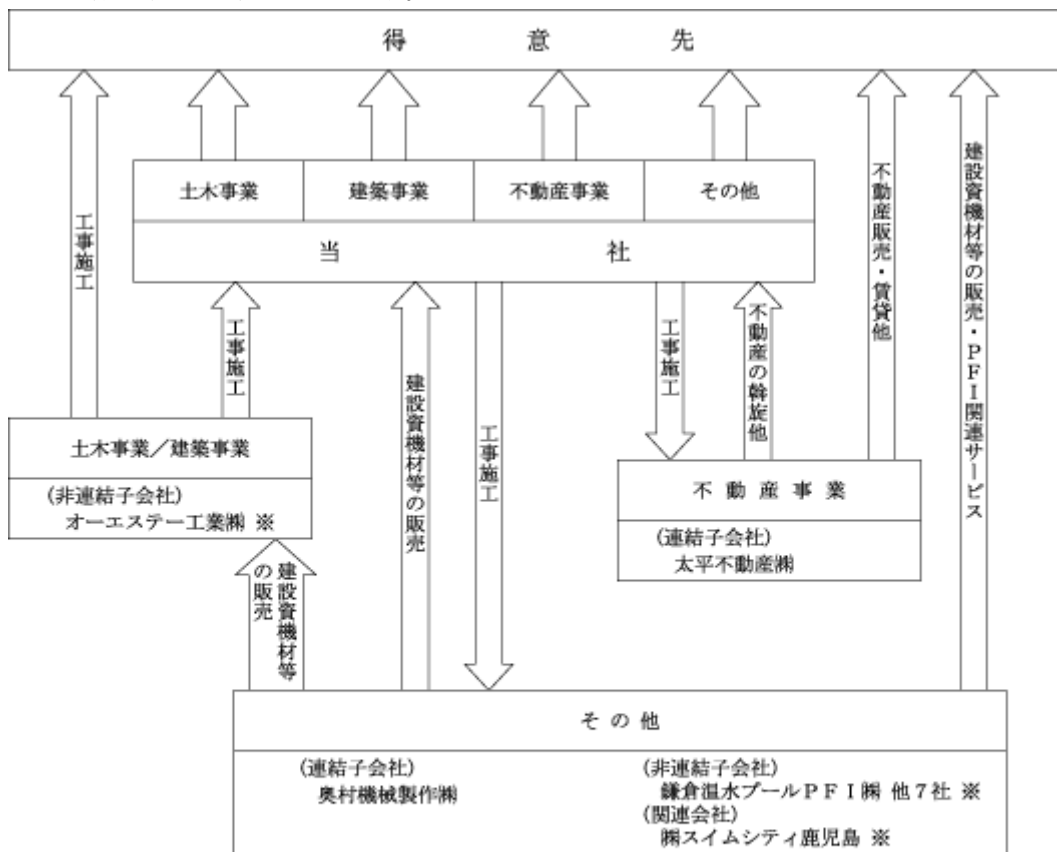 得意先
土木事業
建築事業
不動産事業
その他
当社
工事施工
工事施工
建設資機材等の販売
工事施工
工事施工
不動産の斡旋他
不動産販売・賃貸他
建設資機材等の販売・PFI関連サービス
土木事業／建築事業
(非連結子会社)
オーエステー工業㈱ ※
不動産事業
(連結子会社)
太平不動産㈱
建設資機材等
の販売
その他
(連結子会社)
奥村機械製作㈱
(非連結子会社)
鎌倉温水プールPFI㈱ 他7社 ※
(関連会社)
㈱スイムシティ鹿児島 ※